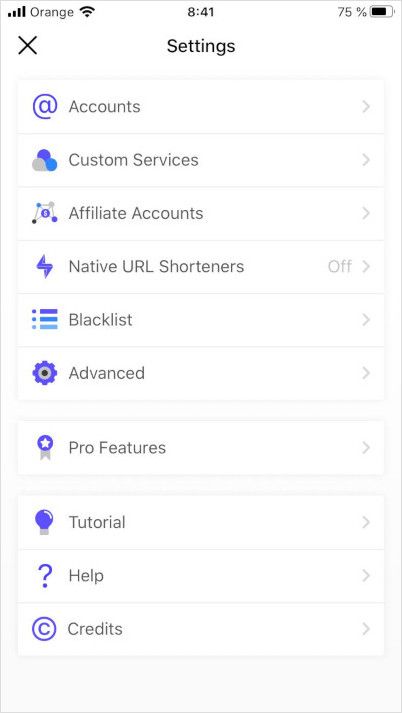 Orange 8:41 75 %
Settings
@ Accounts
Custom Services
$ Affiliate Accounts
Native URL Shorteners Off
Blacklist
Advanced
Pro Features
Tutorial
? Help
© Credits